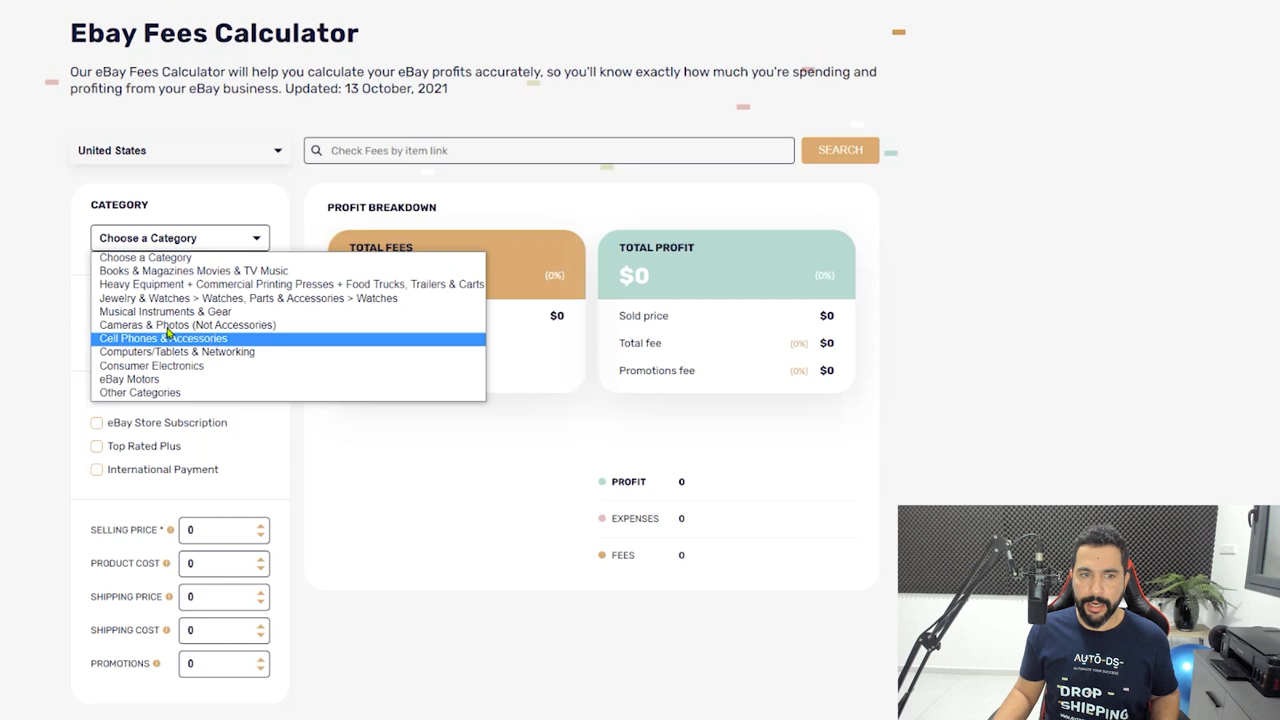 Ebay Fees Calculator
Our eBay Fees Calculator will help you calculate your eBay profits accurately, so you'll know exactly how much you're spending and
profiting from your eBay business. Updated: 13 October, 2021
United States
Check Fees by item link
SEARCH
CATEGORY
Choose a Category
Choose a Category
Books & Magazines Movies & TV Music
Heavy Equipment + Commercial Printing Presses + Food Trucks, Trailers & Carts
Jewelry & Watches > Watches, Parts & Accessories > Watches
Musical Instruments & Gear
Cameras & Photos (Not Accessories)
Cell Phones & Accessories
Computers/Tablets & Networking
Consumer Electronics
eBay Motors
Other Categories
eBay Store Subscription
Top Rated Plus
International Payment
SELLING PRICE * 0
PRODUCT COST 0
SHIPPING PRICE 0
SHIPPING COST 0
PROMOTIONS 0
PROFIT BREAKDOWN
TOTAL FEES
(0%)
$0
TOTAL PROFIT
$0 (0%)
Sold price $0
Total fee (0%) $0
Promotions fee (0%) $0
PROFIT 0
EXPENSES 0
FEES 0
AUTO-DS-
AUTOMATE YOUR SUCCESS
DROP
SHIPPING